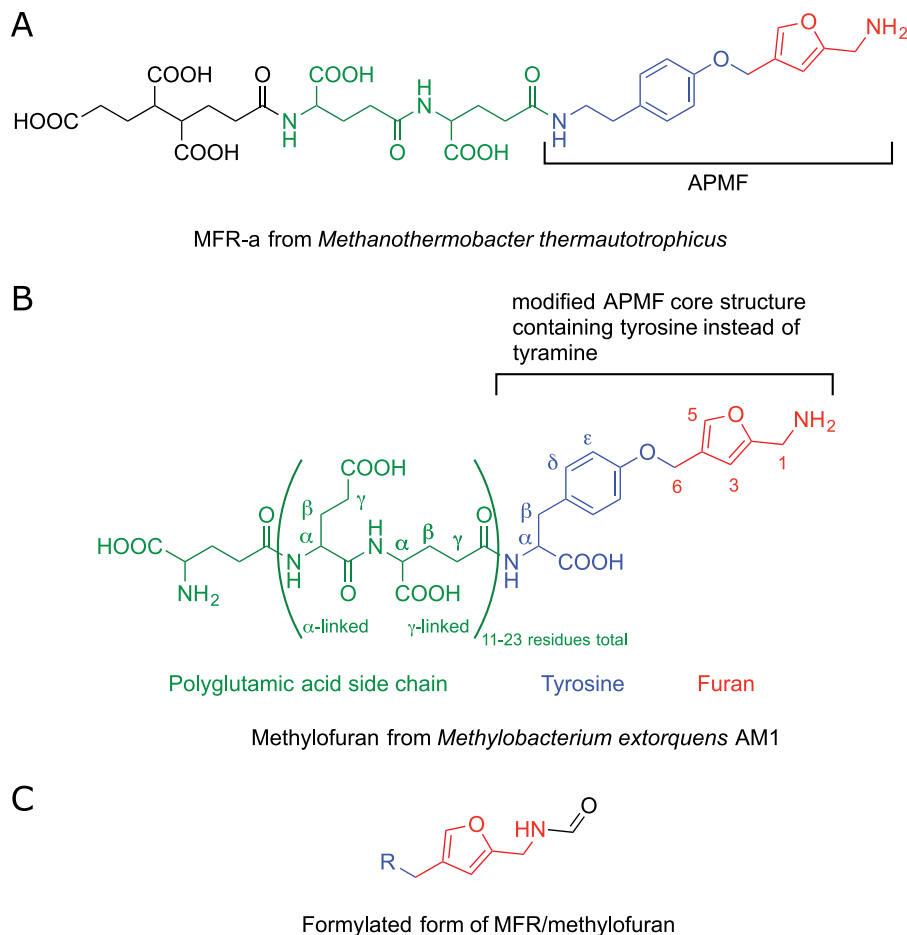 A
COOH
O
COOH
O
O
NH2
HOOC
N
H
H
N
N
H
O
COOH
O
COOH
APMF
MFR-a from Methanothermobacter thermautotrophicus
B
modified APMF core structure
containing tyrosine instead of
tyramine
5
O
NH2
1
3
6
O
ε
δ
COOH
β
γ
β
O
HOOC
N
H
α
H
N
α
β
γ
O
N
H
α
COOH
NH2
O
COOH
α-linked
γ-linked
11-23 residues total
Polyglutamic acid side chain
Tyrosine
Furan
Methylofuran from Methylobacterium extorquens AM1
C
O
HN
O
R
Formylated form of MFR/methylofuran